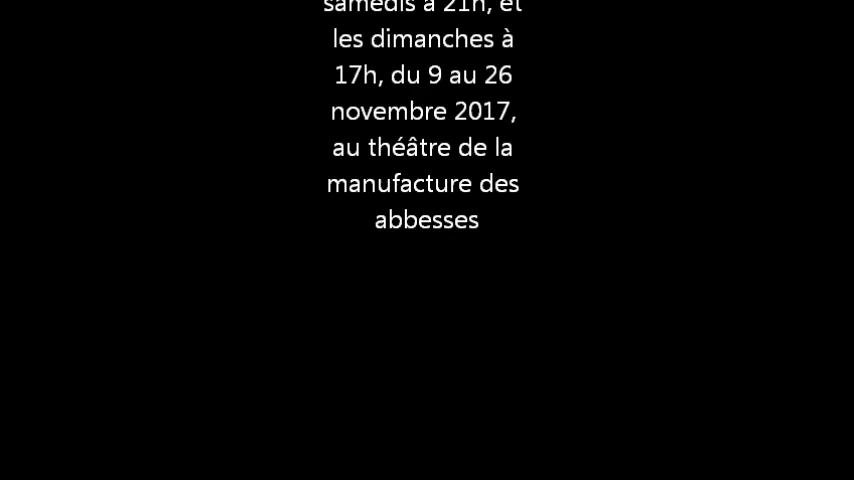 samedis à 21h, et
les dimanches à
17h, du 9 au 26
novembre 2017,
au théâtre de la
manufacture des
abbesses